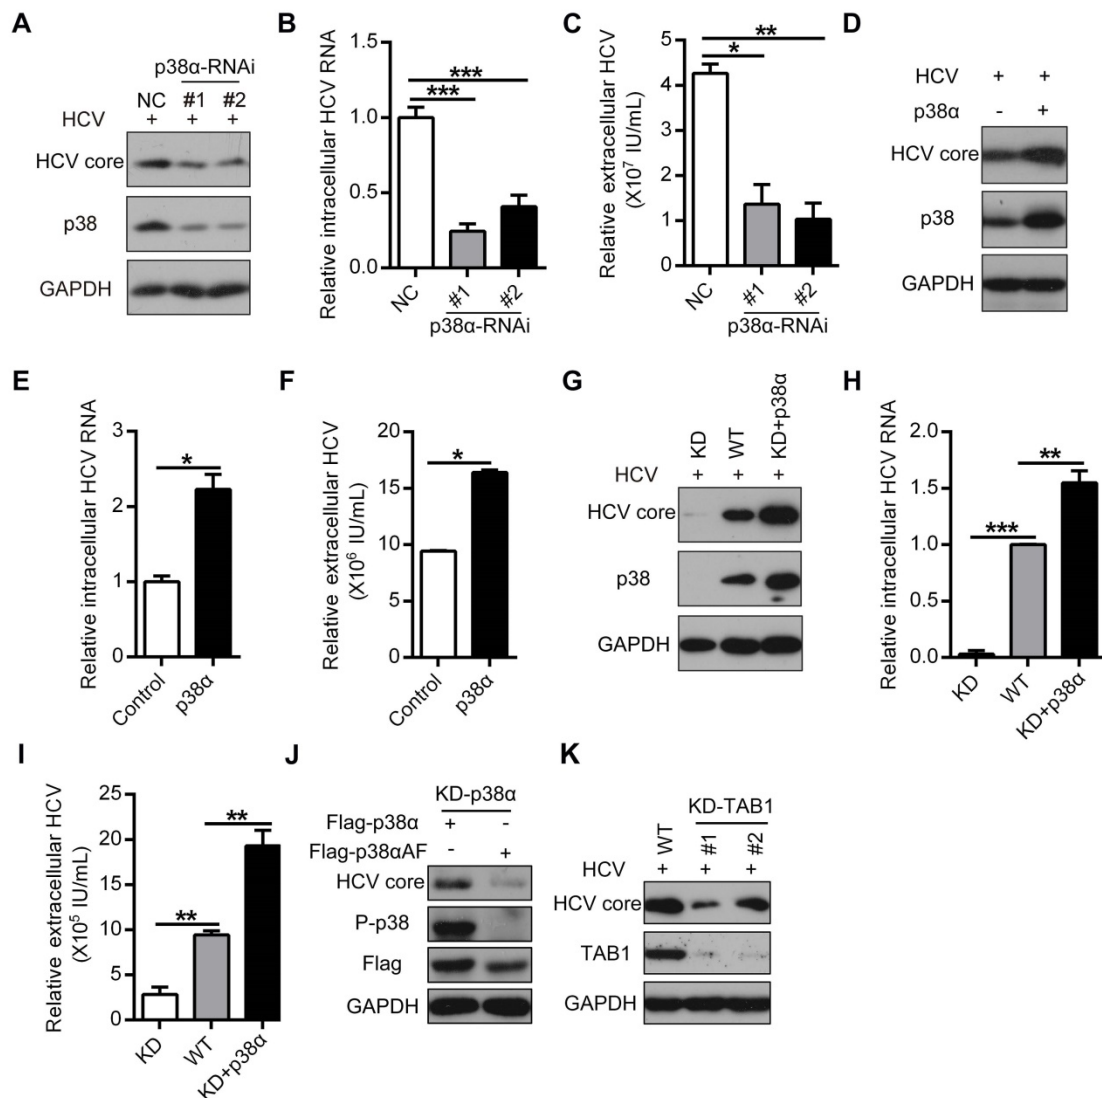 A
p38α-RNAi
NC #1 #2
HCV + + +
HCV core
p38
GAPDH
B
Relative intracellular HCV RNA
1.5
1.0
0.5
0.0
***
***
NC
#1
#2
p38α-RNAi
C
Relative extracellular HCV
(X10⁷ IU/mL)
5
4
3
2
1
0
**
*
NC
#1
#2
p38α-RNAi
D
HCV + +
p38α - +
HCV core
p38
GAPDH
E
Relative intracellular HCV RNA
3
2
1
0
*
Control
p38α
F
Relative extracellular HCV
(X10⁶ IU/mL)
20
15
10
5
0
*
Control
p38α
G
KD
WT
KD+p38α
HCV + + +
HCV core
p38
GAPDH
H
Relative intracellular HCV RNA
2.0
1.5
1.0
0.5
0.0
**
***
KD
WT
KD+p38α
I
Relative extracellular HCV
(X10⁵ IU/mL)
25
20
15
10
5
0
**
**
KD
WT
KD+p38α
J
KD-p38α
Flag-p38α + -
Flag-p38αAF - +
HCV core
P-p38
Flag
GAPDH
K
KD-TAB1
WT
#1
#2
HCV + + +
HCV core
TAB1
GAPDH